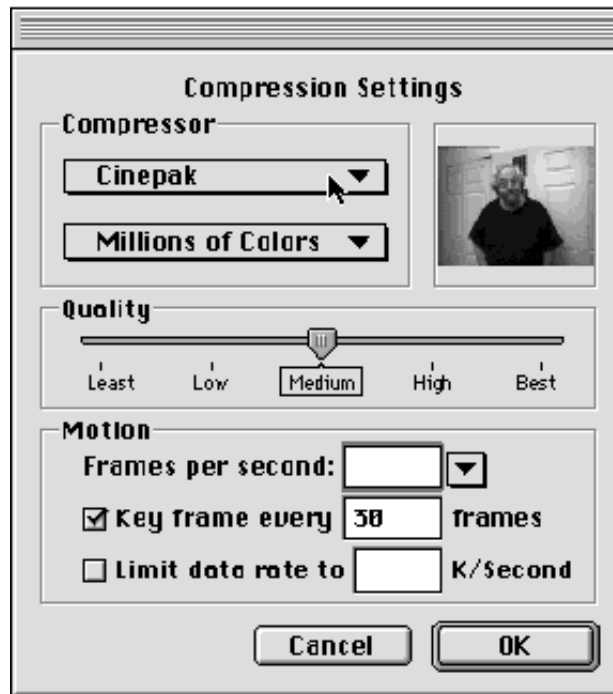 Compression Settings
Compressor
Cinepak
Millions of Colors
Quality
Least Low Medium High Best
Motion
Frames per second:
Key frame every 30 frames
Limit data rate to K/Second
Cancel OK